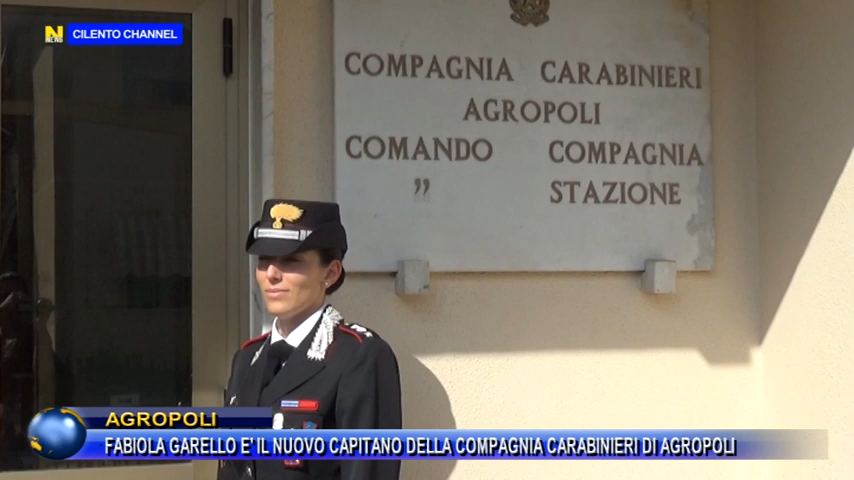 N NEWS CILENTO CHANNEL
COMPAGNIA CARABINIERI
AGROPOLI
COMANDO COMPAGNIA
” STAZIONE
AGROPOLI
FABIOLA GARELLO E' IL NUOVO CAPITANO DELLA COMPAGNIA CARABINIERI DI AGROPOLI